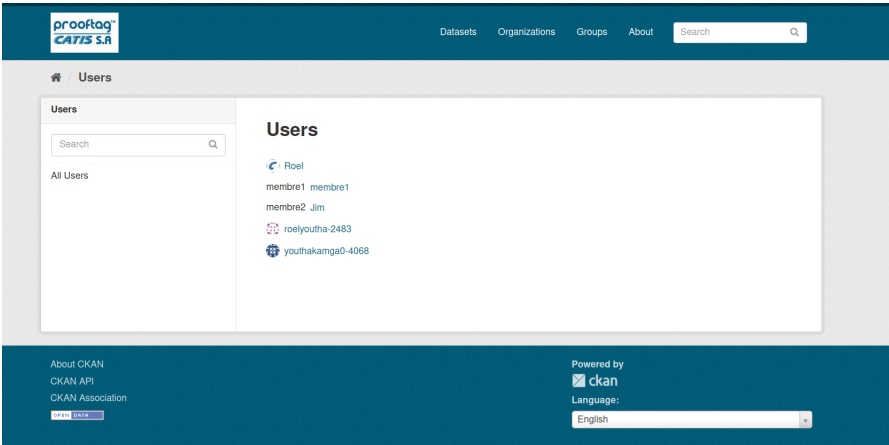 prooftag™
CATIS S.A
Datasets Organizations Groups About Search
Users
Users
Search
All Users
Users
Roel
membre1 membre1
membre2 Jim
roelyoutha-2483
youthakamga0-4068
About CKAN
CKAN API
CKAN Association
OPEN DATA
Powered by
ckan
Language:
English